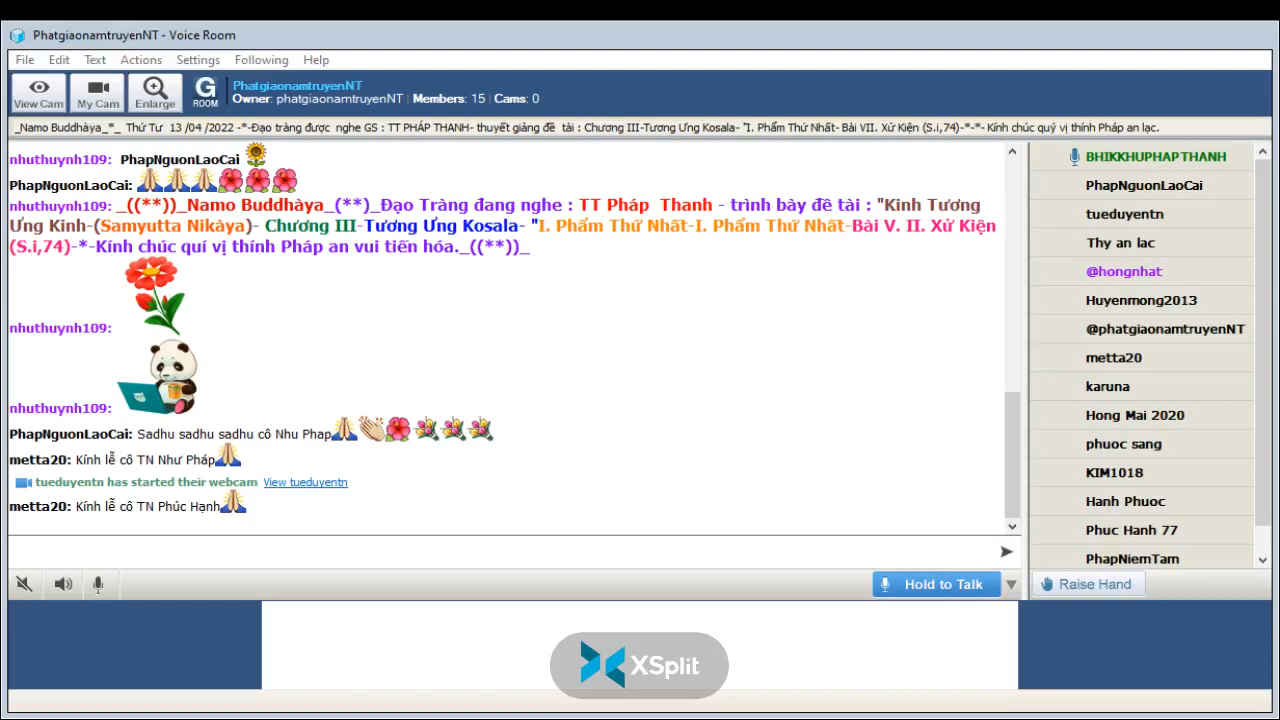 PhatgiaonamtruyenNT - Voice Room
File Edit Text Actions Settings Following Help
View Cam My Cam Enlarge G ROOM
PhatgiaonamtruyenNT
Owner: phatgiaonamtruyenNT | Members: 15 | Cams: 0
_Namo Buddhàya_*_ Thứ Tư 13 /04 /2022 -*-Đạo tràng được nghe GS : TT PHÁP THANH- thuyết giảng đề tài : Chương III-Tương Ưng Kosala- "I. Phẩm Thứ Nhất- Bài VII. Xử Kiện (S.i,74)-*-*- Kính chúc quý vị thính Pháp an lạc.
nhuthuynh109: PhapNguonLaoCai
PhapNguonLaoCai:
nhuthuynh109: _((**))_Namo Buddhàya_(**)_Đạo Tràng đang nghe : TT Pháp Thanh - trình bày đề tài : "Kinh Tương
Ưng Kinh-(Samyutta Nikàya)- Chương III-Tương Ưng Kosala- "I. Phẩm Thứ Nhất-I. Phẩm Thứ Nhất-Bài V. II. Xử Kiện
(S.i,74)-*-Kính chúc quí vị thính Pháp an vui tiến hóa._((**))_
nhuthuynh109:
nhuthuynh109:
PhapNguonLaoCai: Sadhu sadhu sadhu cô Nhu Phap
metta20: Kính lễ cô TN Như Pháp
tueduyentn has started their webcam View tueduyentn
metta20: Kính lễ cô TN Phúc Hạnh
BHIKKHUPHAPTHANH
PhapNguonLaoCai
tueduyentn
Thy an lac
@hongnhat
Huyenmong2013
@phatgiaonamtruyenNT
metta20
karuna
Hong Mai 2020
phuoc sang
KIM1018
Hanh Phuoc
Phuc Hanh 77
PhapNiemTam
Hold to Talk
Raise Hand
XSplit